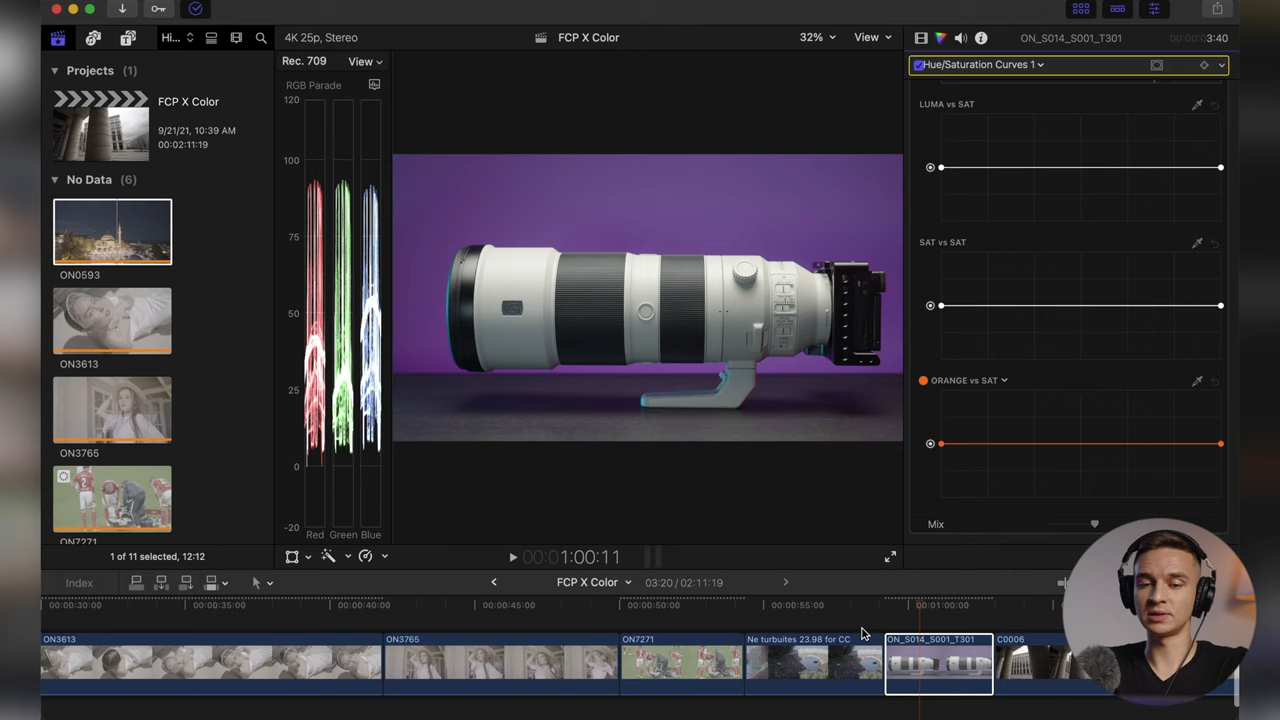 Hi...
4K 25p, Stereo
FCP X Color
32%
View
ON_S014_S001_T301
3:40
Projects (1)
FCP X Color
9/21/21, 10:39 AM
00:02:11:19
No Data (6)
ON0593
ON3613
ON3765
ON7271
1 of 11 selected, 12:12
Rec. 709
View
RGB Parade
120
100
75
50
25
0
-20
Red Green Blue
Hue/Saturation Curves 1
LUMA vs SAT
SAT vs SAT
ORANGE vs SAT
Mix
00:00:1:00:11
Index
FCP X Color
03:20 / 02:11:19
00:00:30:00
00:00:35:00
00:00:40:00
00:00:45:00
00:00:50:00
00:00:55:00
00:01:00:00
ON3613
ON3765
ON7271
Ne turbuites 23.98 for CC
ON_S014_S001_T301
C0006